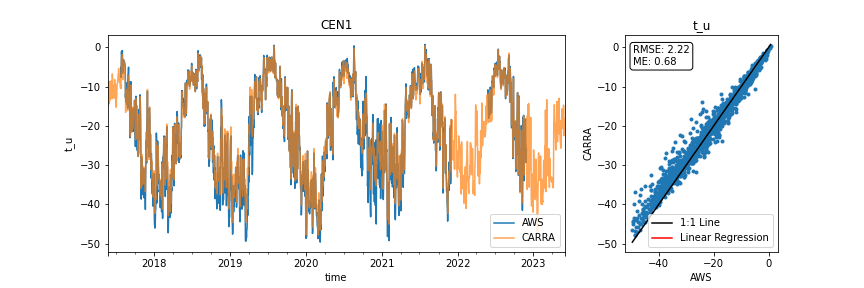 CEN1
t_u
0
−10
−20
−30
−40
−50
t_u
2018
2019
2020
2021
2022
2023
time
AWS
CARRA
t_u
RMSE: 2.22
ME: 0.68
0
−10
−20
−30
−40
−50
CARRA
−40
−20
0
AWS
1:1 Line
Linear Regression